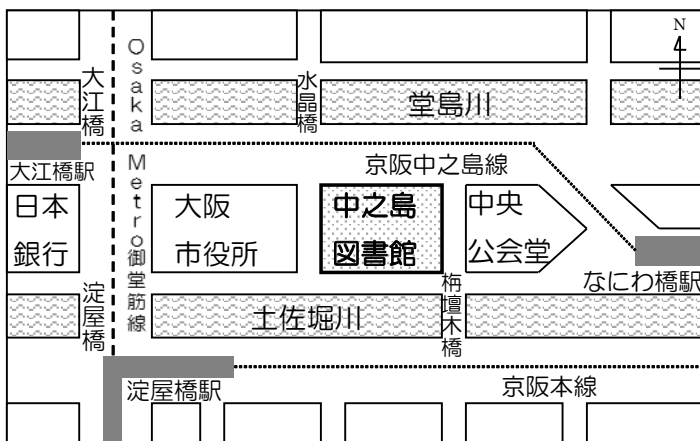 N
大江橋
Osaka Metro御堂筋線
水晶橋
堂島川
大江橋駅
京阪中之島線
日本
銀行
大阪
市役所
中之島
図書館
中央
公会堂
なにわ橋駅
淀屋橋
土佐堀川
栴檀木橋
淀屋橋駅
京阪本線